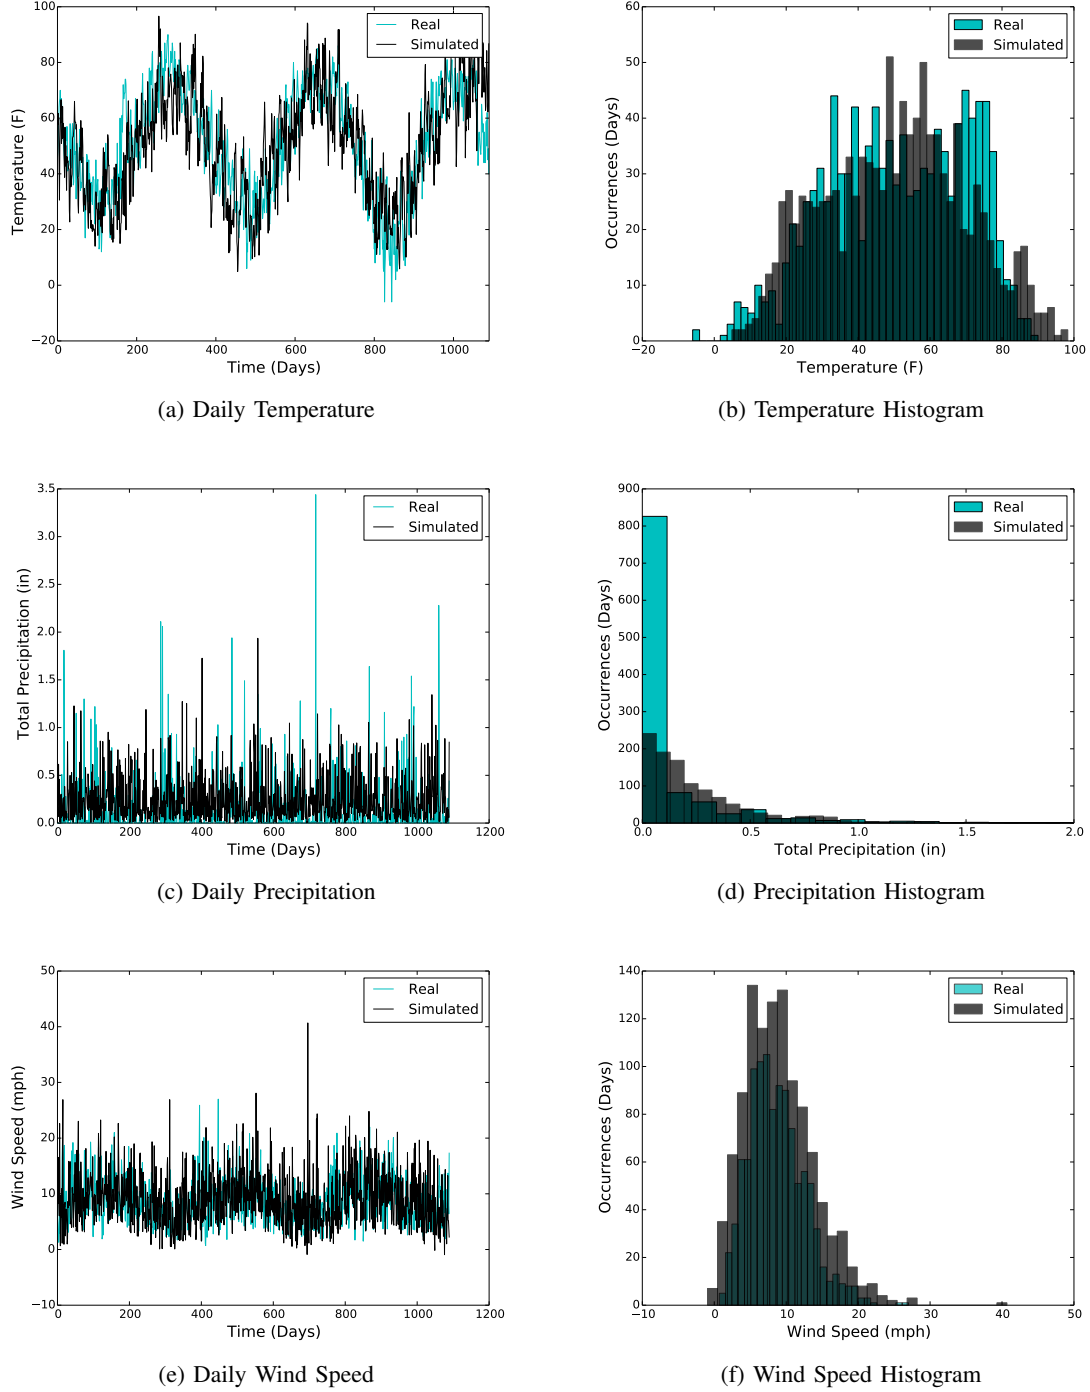 100
80
60
40
20
0
−20
Temperature (F)
0 200 400 600 800 1000
Time (Days)
Real
Simulated
(a) Daily Temperature
60
50
40
30
20
10
0
Occurrences (Days)
−20 0 20 40 60 80 100
Temperature (F)
Real
Simulated
(b) Temperature Histogram
3.5
3.0
2.5
2.0
1.5
1.0
0.5
0.0
Total Precipitation (in)
0 200 400 600 800 1000 1200
Time (Days)
Real
Simulated
(c) Daily Precipitation
900
800
700
600
500
400
300
200
100
0
Occurrences (Days)
0.0 0.5 1.0 1.5 2.0
Total Precipitation (in)
Real
Simulated
(d) Precipitation Histogram
50
40
30
20
10
0
−10
Wind Speed (mph)
0 200 400 600 800 1000 1200
Time (Days)
Real
Simulated
(e) Daily Wind Speed
140
120
100
80
60
40
20
0
Occurrences (Days)
−10 0 10 20 30 40 50
Wind Speed (mph)
Real
Simulated
(f) Wind Speed Histogram